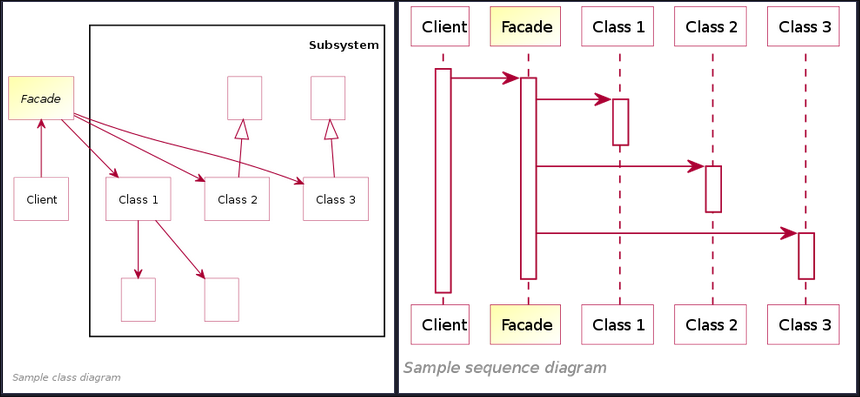 Subsystem
Facade
Client
Class 1
Class 2
Class 3
Sample class diagram
Client
Facade
Class 1
Class 2
Class 3
Client
Facade
Class 1
Class 2
Class 3
Sample sequence diagram